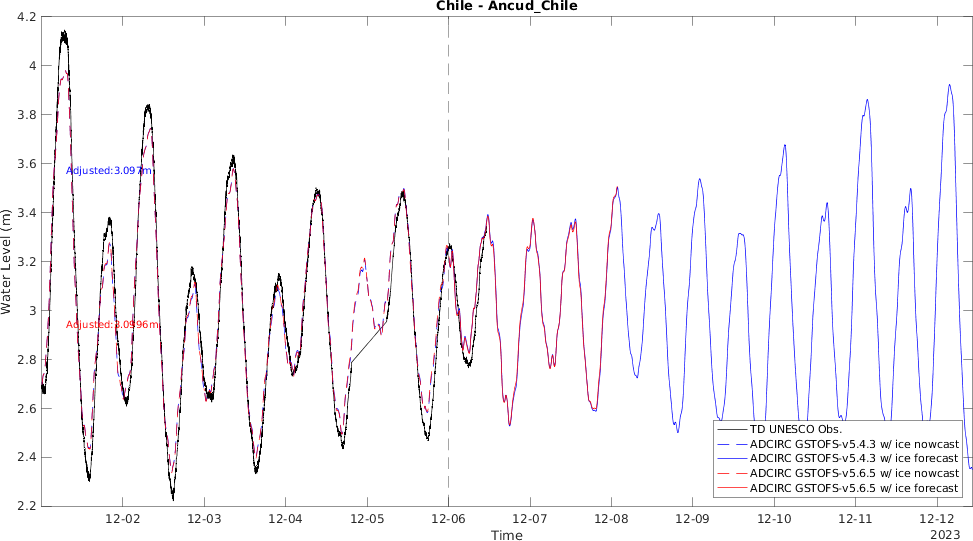 Chile - Ancud_Chile
4.2
4
3.8
3.6
3.4
3.2
3
2.8
2.6
2.4
2.2
Water Level (m)
Adjusted:3.097m
Adjusted:3.0996m
TD UNESCO Obs.
ADCIRC GSTOFS-v5.4.3 w/ ice nowcast
ADCIRC GSTOFS-v5.4.3 w/ ice forecast
ADCIRC GSTOFS-v5.6.5 w/ ice nowcast
ADCIRC GSTOFS-v5.6.5 w/ ice forecast
12-02 12-03 12-04 12-05 12-06 12-07 12-08 12-09 12-10 12-11 12-12
Time
2023